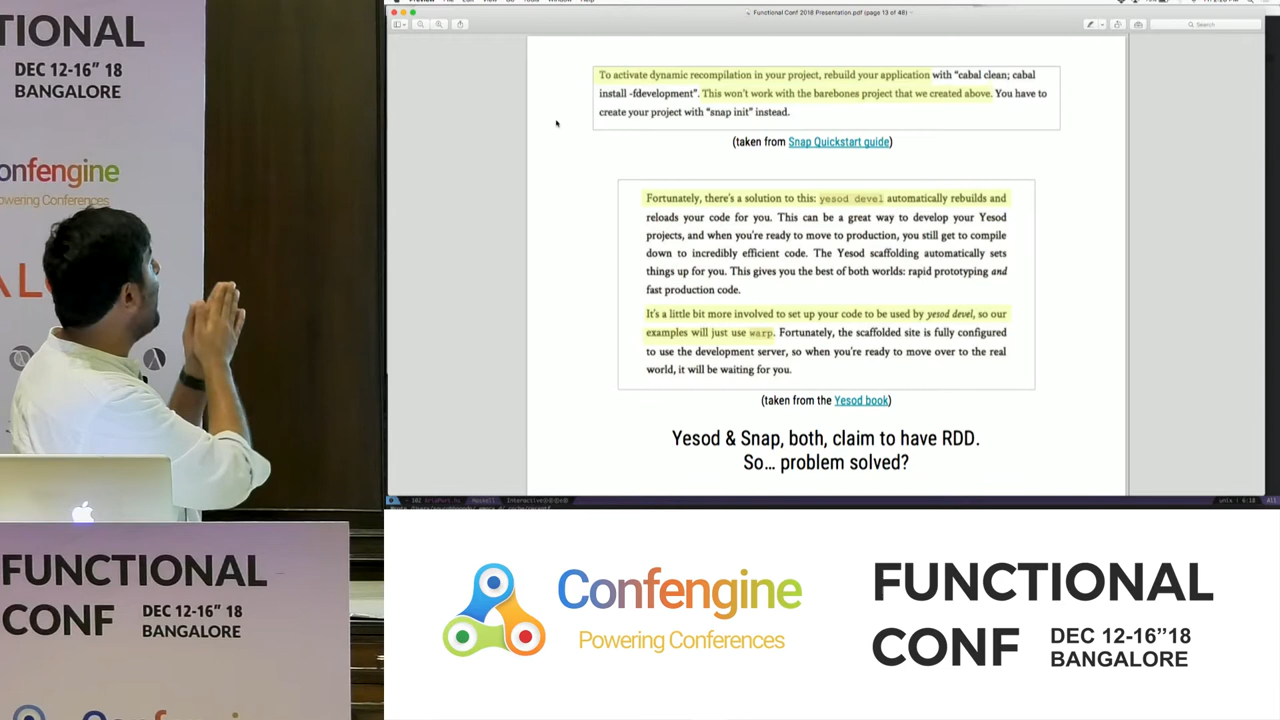 TIONAL
DEC 12-16" 18
BANGALORE
onfengine
Powering Conferences
FUNCTIONAL
CONF
DEC 12-16" 18
BANGALORE
Functional Conf 2018 Presentation.pdf (page 13 of 48)
Search
To activate dynamic recompilation in your project, rebuild your application with “cabal clean; cabal
install -fdevelopment”. This won't work with the barebones project that we created above. You have to
create your project with “snap init” instead.
(taken from Snap Quickstart guide)
Fortunately, there's a solution to this: yesod devel automatically rebuilds and
reloads your code for you. This can be a great way to develop your Yesod
projects, and when you're ready to move to production, you still get to compile
down to incredibly efficient code. The Yesod scaffolding automatically sets
things up for you. This gives you the best of both worlds: rapid prototyping and
fast production code.
It's a little bit more involved to set up your code to be used by yesod devel, so our
examples will just use warp. Fortunately, the scaffolded site is fully configured
to use the development server, so when you're ready to move over to the real
world, it will be waiting for you.
(taken from the Yesod book)
Yesod & Snap, both, claim to have RDD.
So... problem solved?
Confengine
Powering Conferences
FUNCTIONAL
CONF
DEC 12-16”18
BANGALORE